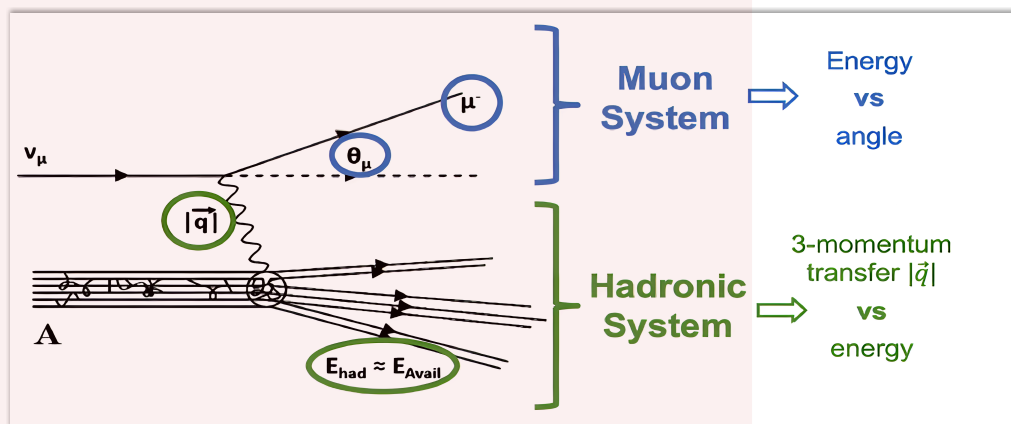 ν_μ
θ_μ
μ⁻
|q⃗|
A
E_had ≈ E_Avail
Muon
System
Energy
vs
angle
Hadronic
System
3-momentum
transfer |q⃗|
vs
energy